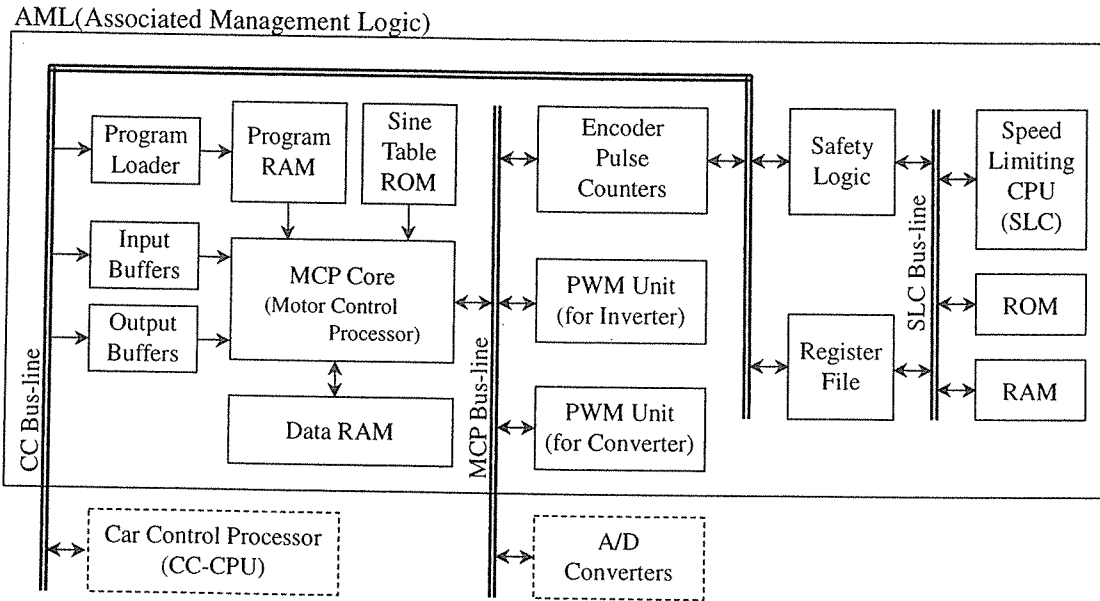 AML(Associated Management Logic)
Program
Loader
Program
RAM
Sine
Table
ROM
Encoder
Pulse
Counters
Safety
Logic
Speed
Limiting
CPU
(SLC)
Input
Buffers
Output
Buffers
MCP Core
(Motor Control
Processor)
PWM Unit
(for Inverter)
Register
File
ROM
RAM
Data RAM
PWM Unit
(for Converter)
CC Bus-line
MCP Bus-line
SLC Bus-line
Car Control Processor
(CC-CPU)
A/D
Converters